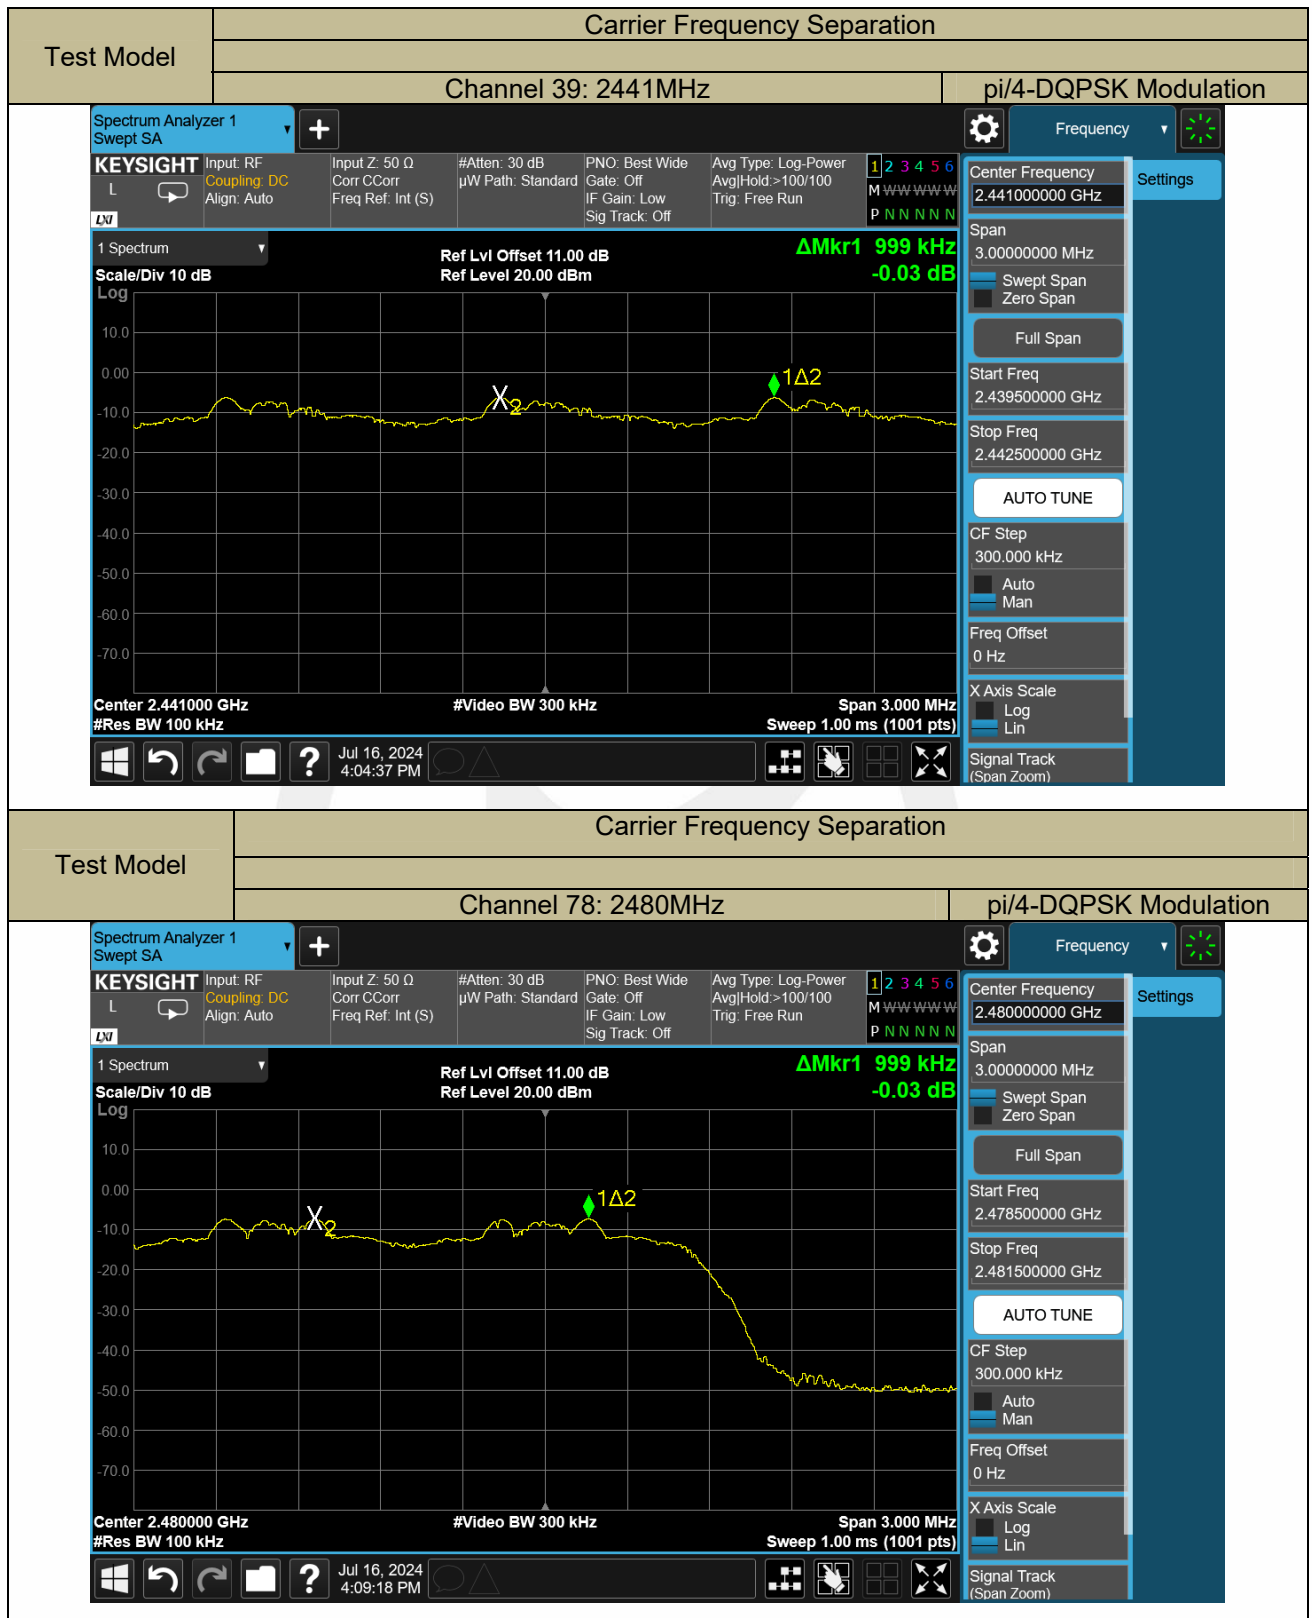 Test Model
Carrier Frequency Separation
Channel 39: 2441MHz
pi/4-DQPSK Modulation
Spectrum Analyzer 1
Swept SA
+
Frequency
KEYSIGHT
L
LXI
Input: RF
Coupling: DC
Align: Auto
Input Z: 50 Ω
Corr CCorr
Freq Ref: Int (S)
#Atten: 30 dB
µW Path: Standard
PNO: Best Wide
Gate: Off
IF Gain: Low
Sig Track: Off
Avg Type: Log-Power
Avg|Hold:>100/100
Trig: Free Run
1 2 3 4 5 6
M W W W W W
P N N N N N
Center Frequency
2.441000000 GHz
Settings
Span
3.00000000 MHz
Swept Span
Zero Span
Full Span
Start Freq
2.439500000 GHz
Stop Freq
2.442500000 GHz
AUTO TUNE
CF Step
300.000 kHz
Auto
Man
Freq Offset
0 Hz
X Axis Scale
Log
Lin
Signal Track
(Span Zoom)
1 Spectrum
Scale/Div 10 dB
Log
Ref Lvl Offset 11.00 dB
Ref Level 20.00 dBm
ΔMkr1 999 kHz
-0.03 dB
10.0
0.00
-10.0
-20.0
-30.0
-40.0
-50.0
-60.0
-70.0
X2
1Δ2
Center 2.441000 GHz
#Res BW 100 kHz
#Video BW 300 kHz
Span 3.000 MHz
Sweep 1.00 ms (1001 pts)
?
Jul 16, 2024
4:04:37 PM
Test Model
Carrier Frequency Separation
Channel 78: 2480MHz
pi/4-DQPSK Modulation
Spectrum Analyzer 1
Swept SA
+
Frequency
KEYSIGHT
L
LXI
Input: RF
Coupling: DC
Align: Auto
Input Z: 50 Ω
Corr CCorr
Freq Ref: Int (S)
#Atten: 30 dB
µW Path: Standard
PNO: Best Wide
Gate: Off
IF Gain: Low
Sig Track: Off
Avg Type: Log-Power
Avg|Hold:>100/100
Trig: Free Run
1 2 3 4 5 6
M W W W W W
P N N N N N
Center Frequency
2.480000000 GHz
Settings
Span
3.00000000 MHz
Swept Span
Zero Span
Full Span
Start Freq
2.478500000 GHz
Stop Freq
2.481500000 GHz
AUTO TUNE
CF Step
300.000 kHz
Auto
Man
Freq Offset
0 Hz
X Axis Scale
Log
Lin
Signal Track
(Span Zoom)
1 Spectrum
Scale/Div 10 dB
Log
Ref Lvl Offset 11.00 dB
Ref Level 20.00 dBm
ΔMkr1 999 kHz
-0.03 dB
10.0
0.00
-10.0
-20.0
-30.0
-40.0
-50.0
-60.0
-70.0
X2
1Δ2
Center 2.480000 GHz
#Res BW 100 kHz
#Video BW 300 kHz
Span 3.000 MHz
Sweep 1.00 ms (1001 pts)
?
Jul 16, 2024
4:09:18 PM